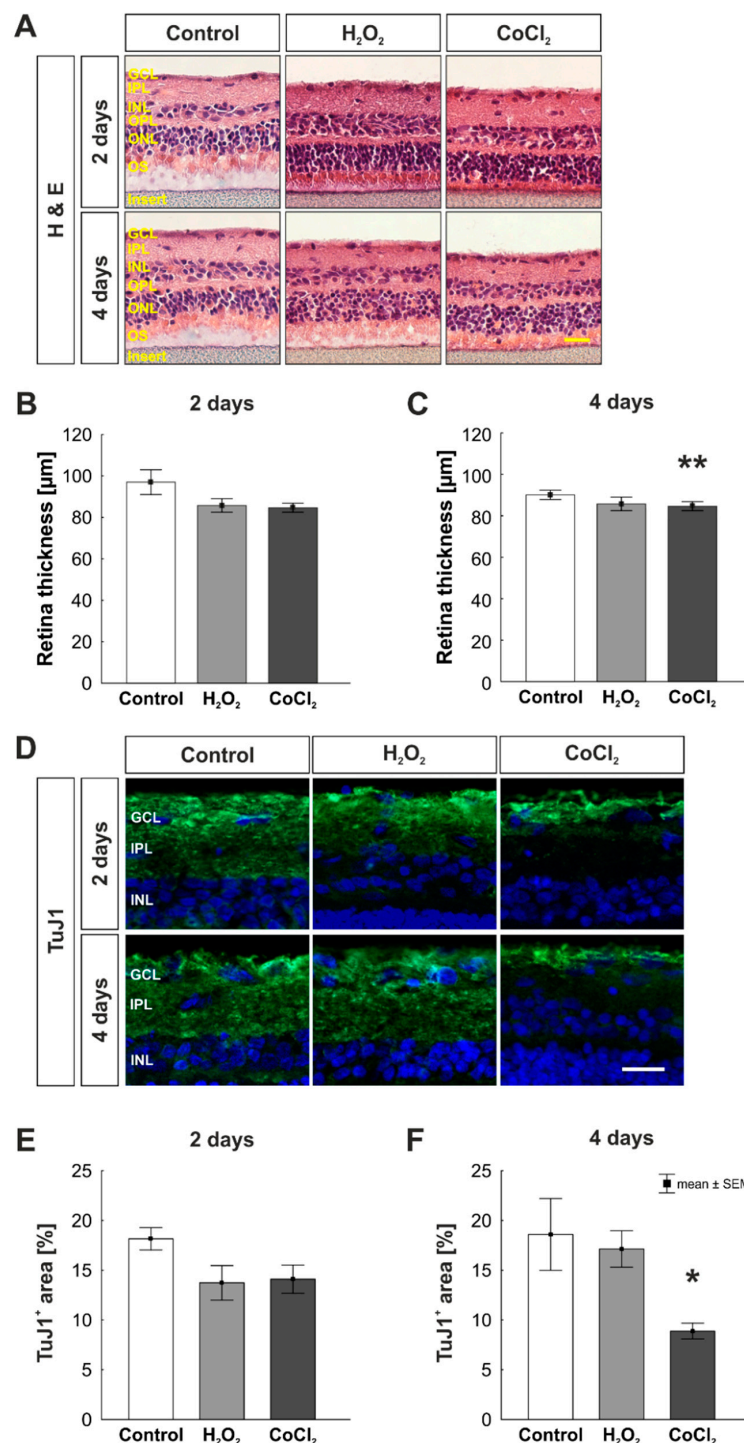 A
Control
H₂O₂
CoCl₂
H & E
2 days
GCL
IPL
INL
OPL
ONL
OS
Insert
4 days
GCL
IPL
INL
OPL
ONL
OS
Insert
B
2 days
Retina thickness [µm]
120
100
80
60
40
20
0
Control
H₂O₂
CoCl₂
C
4 days
Retina thickness [µm]
120
100
80
60
40
20
0
**
Control
H₂O₂
CoCl₂
D
Control
H₂O₂
CoCl₂
TuJ1
2 days
GCL
IPL
INL
4 days
GCL
IPL
INL
E
2 days
TuJ1⁺ area [%]
25
20
15
10
5
0
Control
H₂O₂
CoCl₂
F
4 days
TuJ1⁺ area [%]
25
20
15
10
5
0
mean ± SEM
*
Control
H₂O₂
CoCl₂